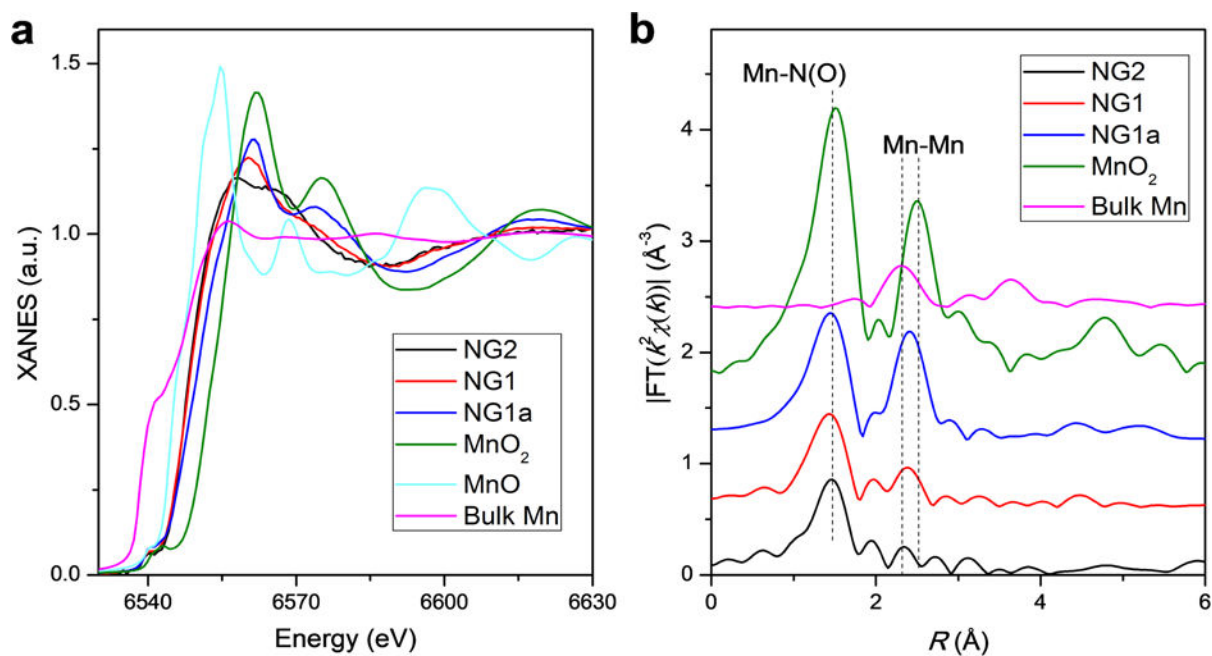 a
XANES (a.u.)
1.5
1.0
0.5
0.0
6540
6570
6600
6630
Energy (eV)
NG2
NG1
NG1a
MnO₂
MnO
Bulk Mn
b
|FT(k²χ(k))| (Å⁻³)
4
3
2
1
0
0
2
4
6
R (Å)
Mn-N(O)
Mn-Mn
NG2
NG1
NG1a
MnO₂
Bulk Mn